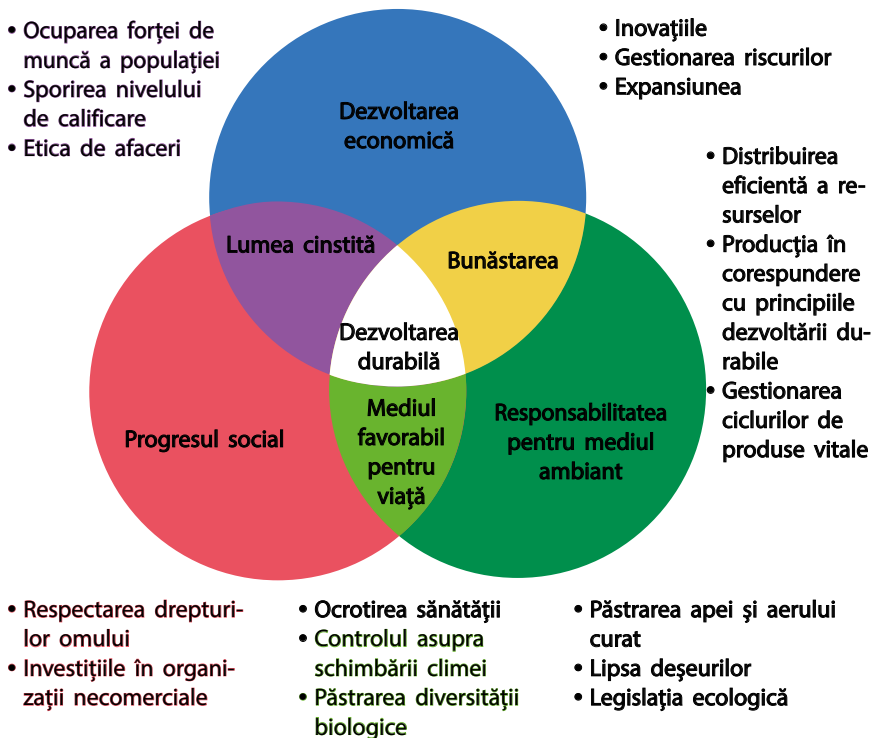 • Ocuparea forţei de
muncă a populaţiei
• Sporirea nivelului
de calificare
• Etica de afaceri
• Inovaţiile
• Gestionarea riscurilor
• Expansiunea
Dezvoltarea
economică
• Distribuirea
eficientă a re-
surselor
• Producţia în
corespundere
cu principiile
dezvoltării du-
rabile
• Gestionarea
ciclurilor de
produse vitale
Lumea cinstită
Bunăstarea
Dezvoltarea
durabilă
Progresul social
Mediul
favorabil
pentru
viaţă
Responsabilitatea
pentru mediul
ambiant
• Respectarea drepturi-
lor omului
• Investiţiile în organi-
zaţii necomerciale
• Ocrotirea sănătăţii
• Controlul asupra
schimbării climei
• Păstrarea diversităţii
biologice
• Păstrarea apei şi aerului
curat
• Lipsa deşeurilor
• Legislaţia ecologică